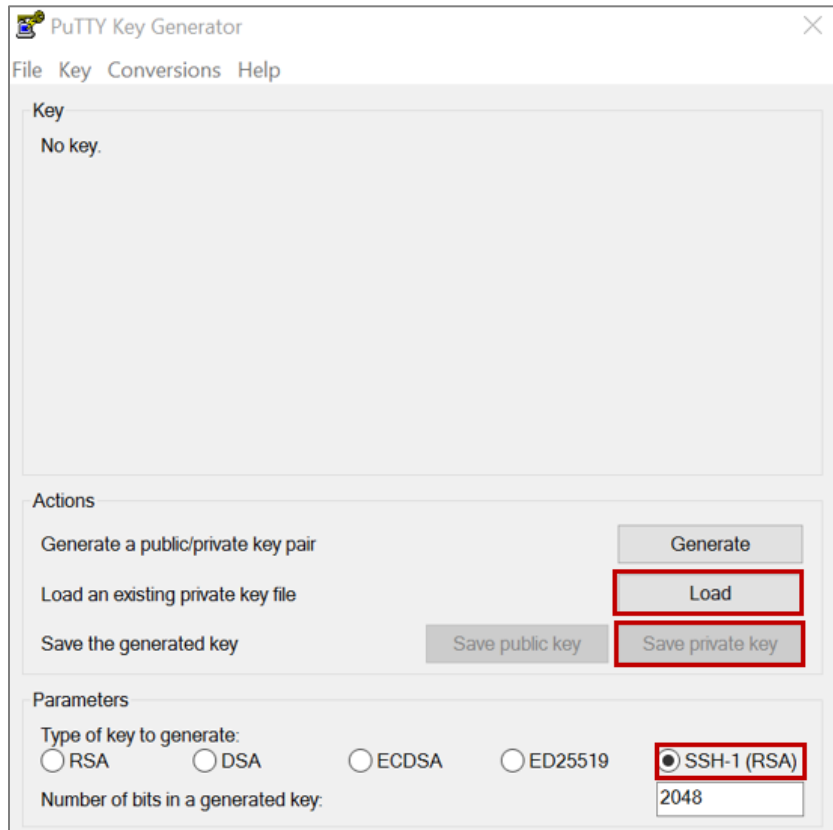 PuTTY Key Generator
File Key Conversions Help
Key
No key.
Actions
Generate a public/private key pair Generate
Load an existing private key file Load
Save the generated key Save public key Save private key
Parameters
Type of key to generate:
RSA DSA ECDSA ED25519 SSH-1 (RSA)
Number of bits in a generated key: 2048